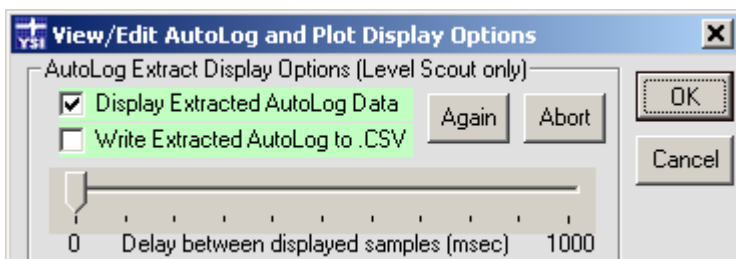 YSI View/Edit AutoLog and Plot Display Options
AutoLog Extract Display Options (Level Scout only)
Display Extracted AutoLog Data
Write Extracted AutoLog to .CSV
Again Abort
OK
Cancel
0 Delay between displayed samples (msec) 1000